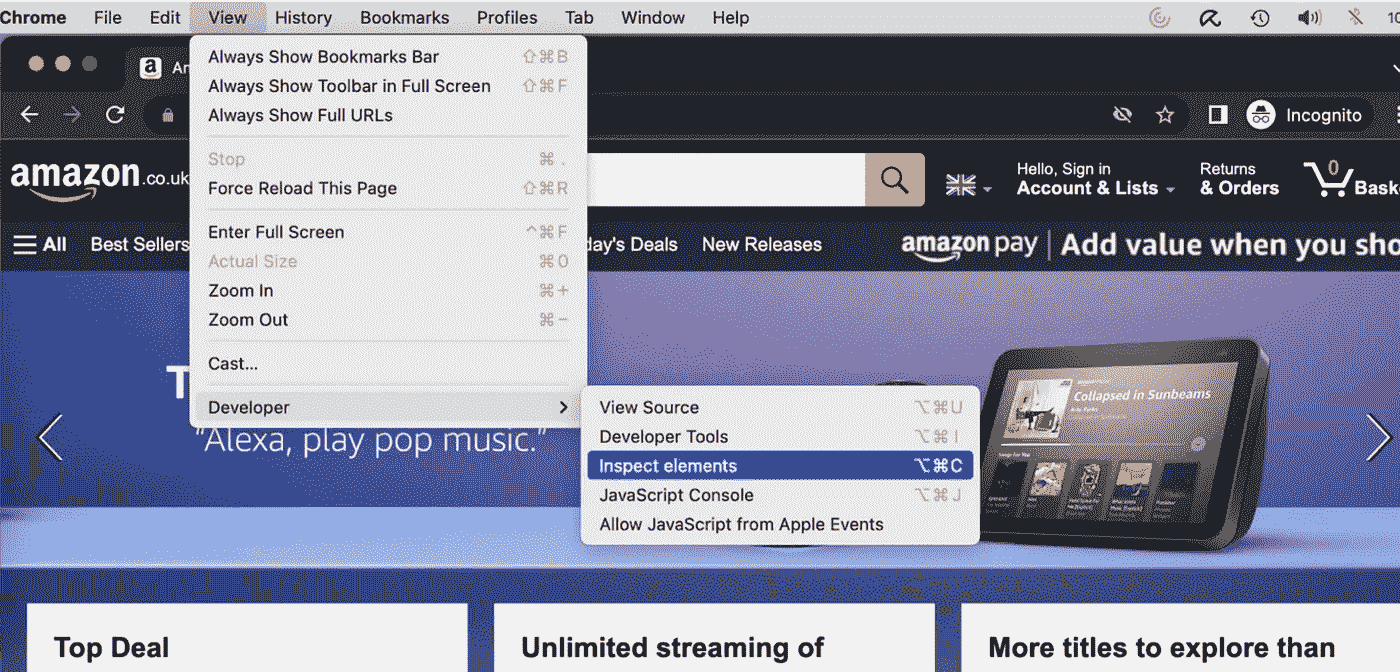 Chrome File Edit View History Bookmarks Profiles Tab Window Help
Always Show Bookmarks Bar ⇧⌘B
Always Show Toolbar in Full Screen ⇧⌘F
Always Show Full URLs
Stop ⌘.
Force Reload This Page ⇧⌘R
Enter Full Screen ^⌘F
Actual Size ⌘0
Zoom In ⌘+
Zoom Out ⌘−
Cast...
Developer
View Source ⌥⌘U
Developer Tools ⌥⌘I
Inspect elements ⌥⌘C
JavaScript Console ⌥⌘J
Allow JavaScript from Apple Events
Incognito
amazon.co.uk
Hello, Sign in
Account & Lists
Returns
& Orders
0
All Best Sellers
Deals New Releases
amazon pay Add value when you
"Alexa, play pop music."
Collapsed in Sunbeams
Top Deal
Unlimited streaming of
More titles to explore than